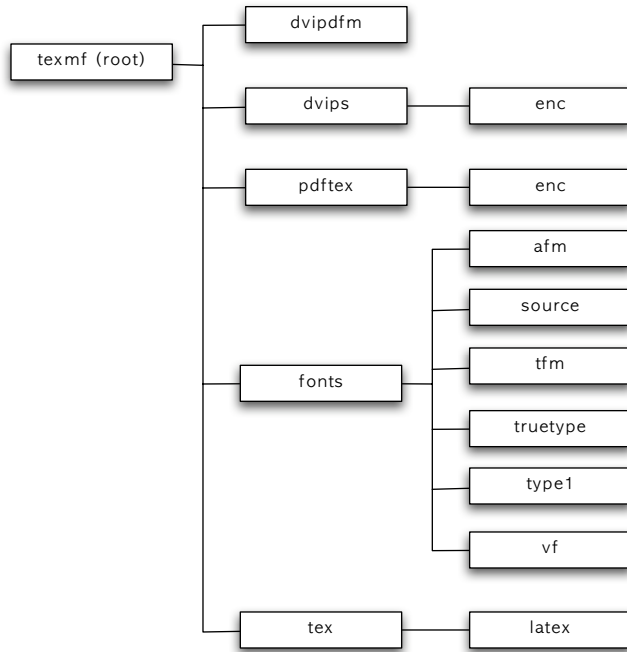 dvipdfm
texmf (root)
dvips
enc
pdftex
enc
afm
source
fonts
tfm
truetype
type1
vf
tex
latex